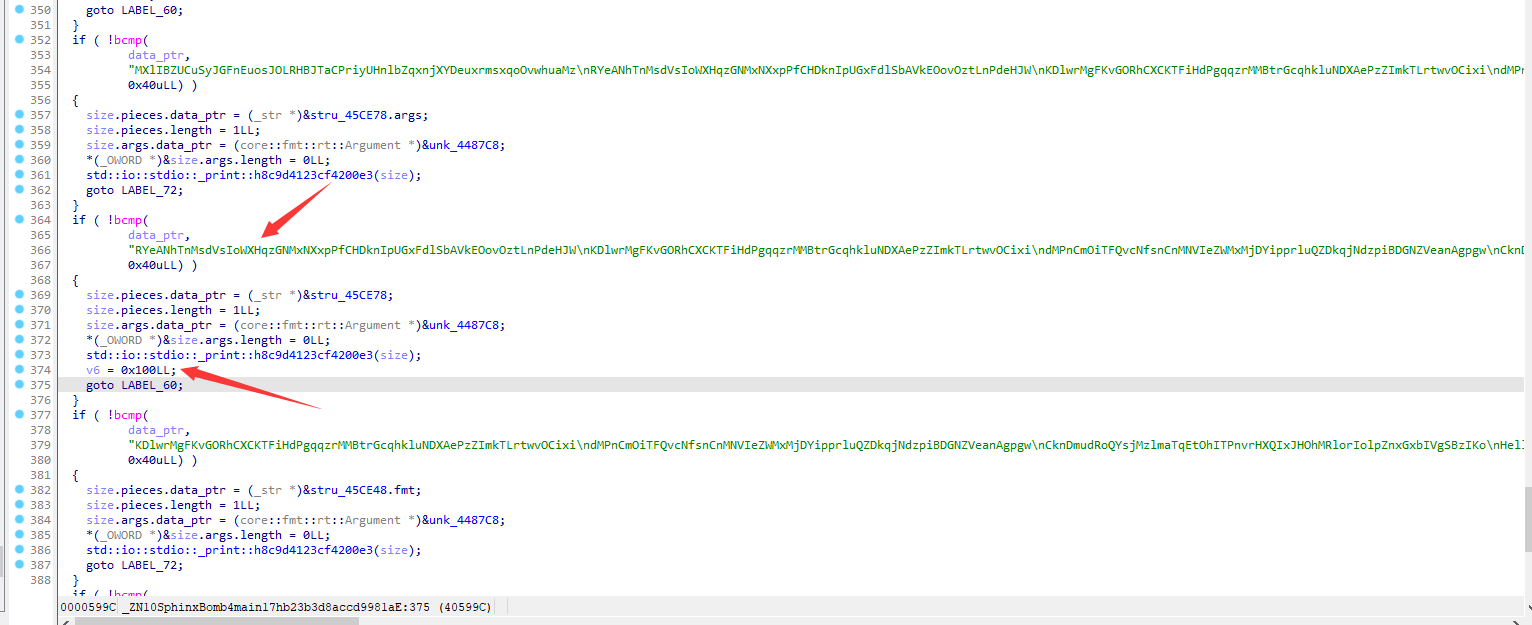 350 goto LABEL_60;
351 }
352 if ( !bcmp(
353 data_ptr,
354 "MXlIBZUCuSyJGFnEuosJOLRHBJTaCPriyUHnlbZqxnjXYDeuxrmsxqoOvwhuaMz\nRYeANhTnMsdVsIoWXHqzGNMxNXxpPfCHDknIpUGxFdlSbAVkEOovOztLnPdeHJW\nKDlwrMgFKvGORhCXCKTFiHdPgqqzrMMBtrGcqhkluNDXAePzZImkTLrtwvOCixi\ndMPn
355 0x40uLL) )
356 {
357 size.pieces.data_ptr = (_str *)&stru_45CE78.args;
358 size.pieces.length = 1LL;
359 size.args.data_ptr = (core::fmt::rt::Argument *)&unk_4487C8;
360 *(_OWORD *)&size.args.length = 0LL;
361 std::io::stdio::_print::h8c9d4123cf4200e3(size);
362 goto LABEL_72;
363 }
364 if ( !bcmp(
365 data_ptr,
366 "RYeANhTnMsdVsIoWXHqzGNMxNXxpPfCHDknIpUGxFdlSbAVkEOovOztLnPdeHJW\nKDlwrMgFKvGORhCXCKTFiHdPgqqzrMMBtrGcqhkluNDXAePzZImkTLrtwvOCixi\ndMPnCmOiTFQvcNfsnCnMNVIeZWMxMjDYipprluQZDkqjNdzpiBDGNZVeanAgpgw\nCknD
367 0x40uLL) )
368 {
369 size.pieces.data_ptr = (_str *)&stru_45CE78;
370 size.pieces.length = 1LL;
371 size.args.data_ptr = (core::fmt::rt::Argument *)&unk_4487C8;
372 *(_OWORD *)&size.args.length = 0LL;
373 std::io::stdio::_print::h8c9d4123cf4200e3(size);
374 v6 = 0x100LL;
375 goto LABEL_60;
376 }
377 if ( !bcmp(
378 data_ptr,
379 "KDlwrMgFKvGORhCXCKTFiHdPgqqzrMMBtrGcqhkluNDXAePzZImkTLrtwvOCixi\ndMPnCmOiTFQvcNfsnCnMNVIeZWMxMjDYipprluQZDkqjNdzpiBDGNZVeanAgpgw\nCknDmudRoQYsjMzlmaTqEtOhITPnvrHXQIxJHOhMRlorIolpZnxGxbIVgSBzIKo\nHell
380 0x40uLL) )
381 {
382 size.pieces.data_ptr = (_str *)&stru_45CE48.fmt;
383 size.pieces.length = 1LL;
384 size.args.data_ptr = (core::fmt::rt::Argument *)&unk_4487C8;
385 *(_OWORD *)&size.args.length = 0LL;
386 std::io::stdio::_print::h8c9d4123cf4200e3(size);
387 goto LABEL_72;
388 }
if ( !bcmp(
0000599C _ZN10SphinxBomb4main17hb23b3d8accd9981aE:375 (40599C)